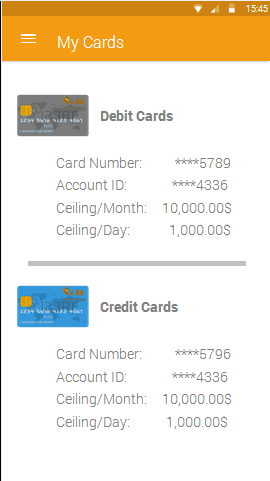 15:45
My Cards
Debit Cards
Card Number: ****5789
Account ID: ****4336
Ceiling/Month: 10,000.00$
Ceiling/Day: 1,000.00$
Credit Cards
Card Number: ****5796
Account ID: ****4336
Ceiling/Month: 10,000.00$
Ceiling/Day: 1,000.00$